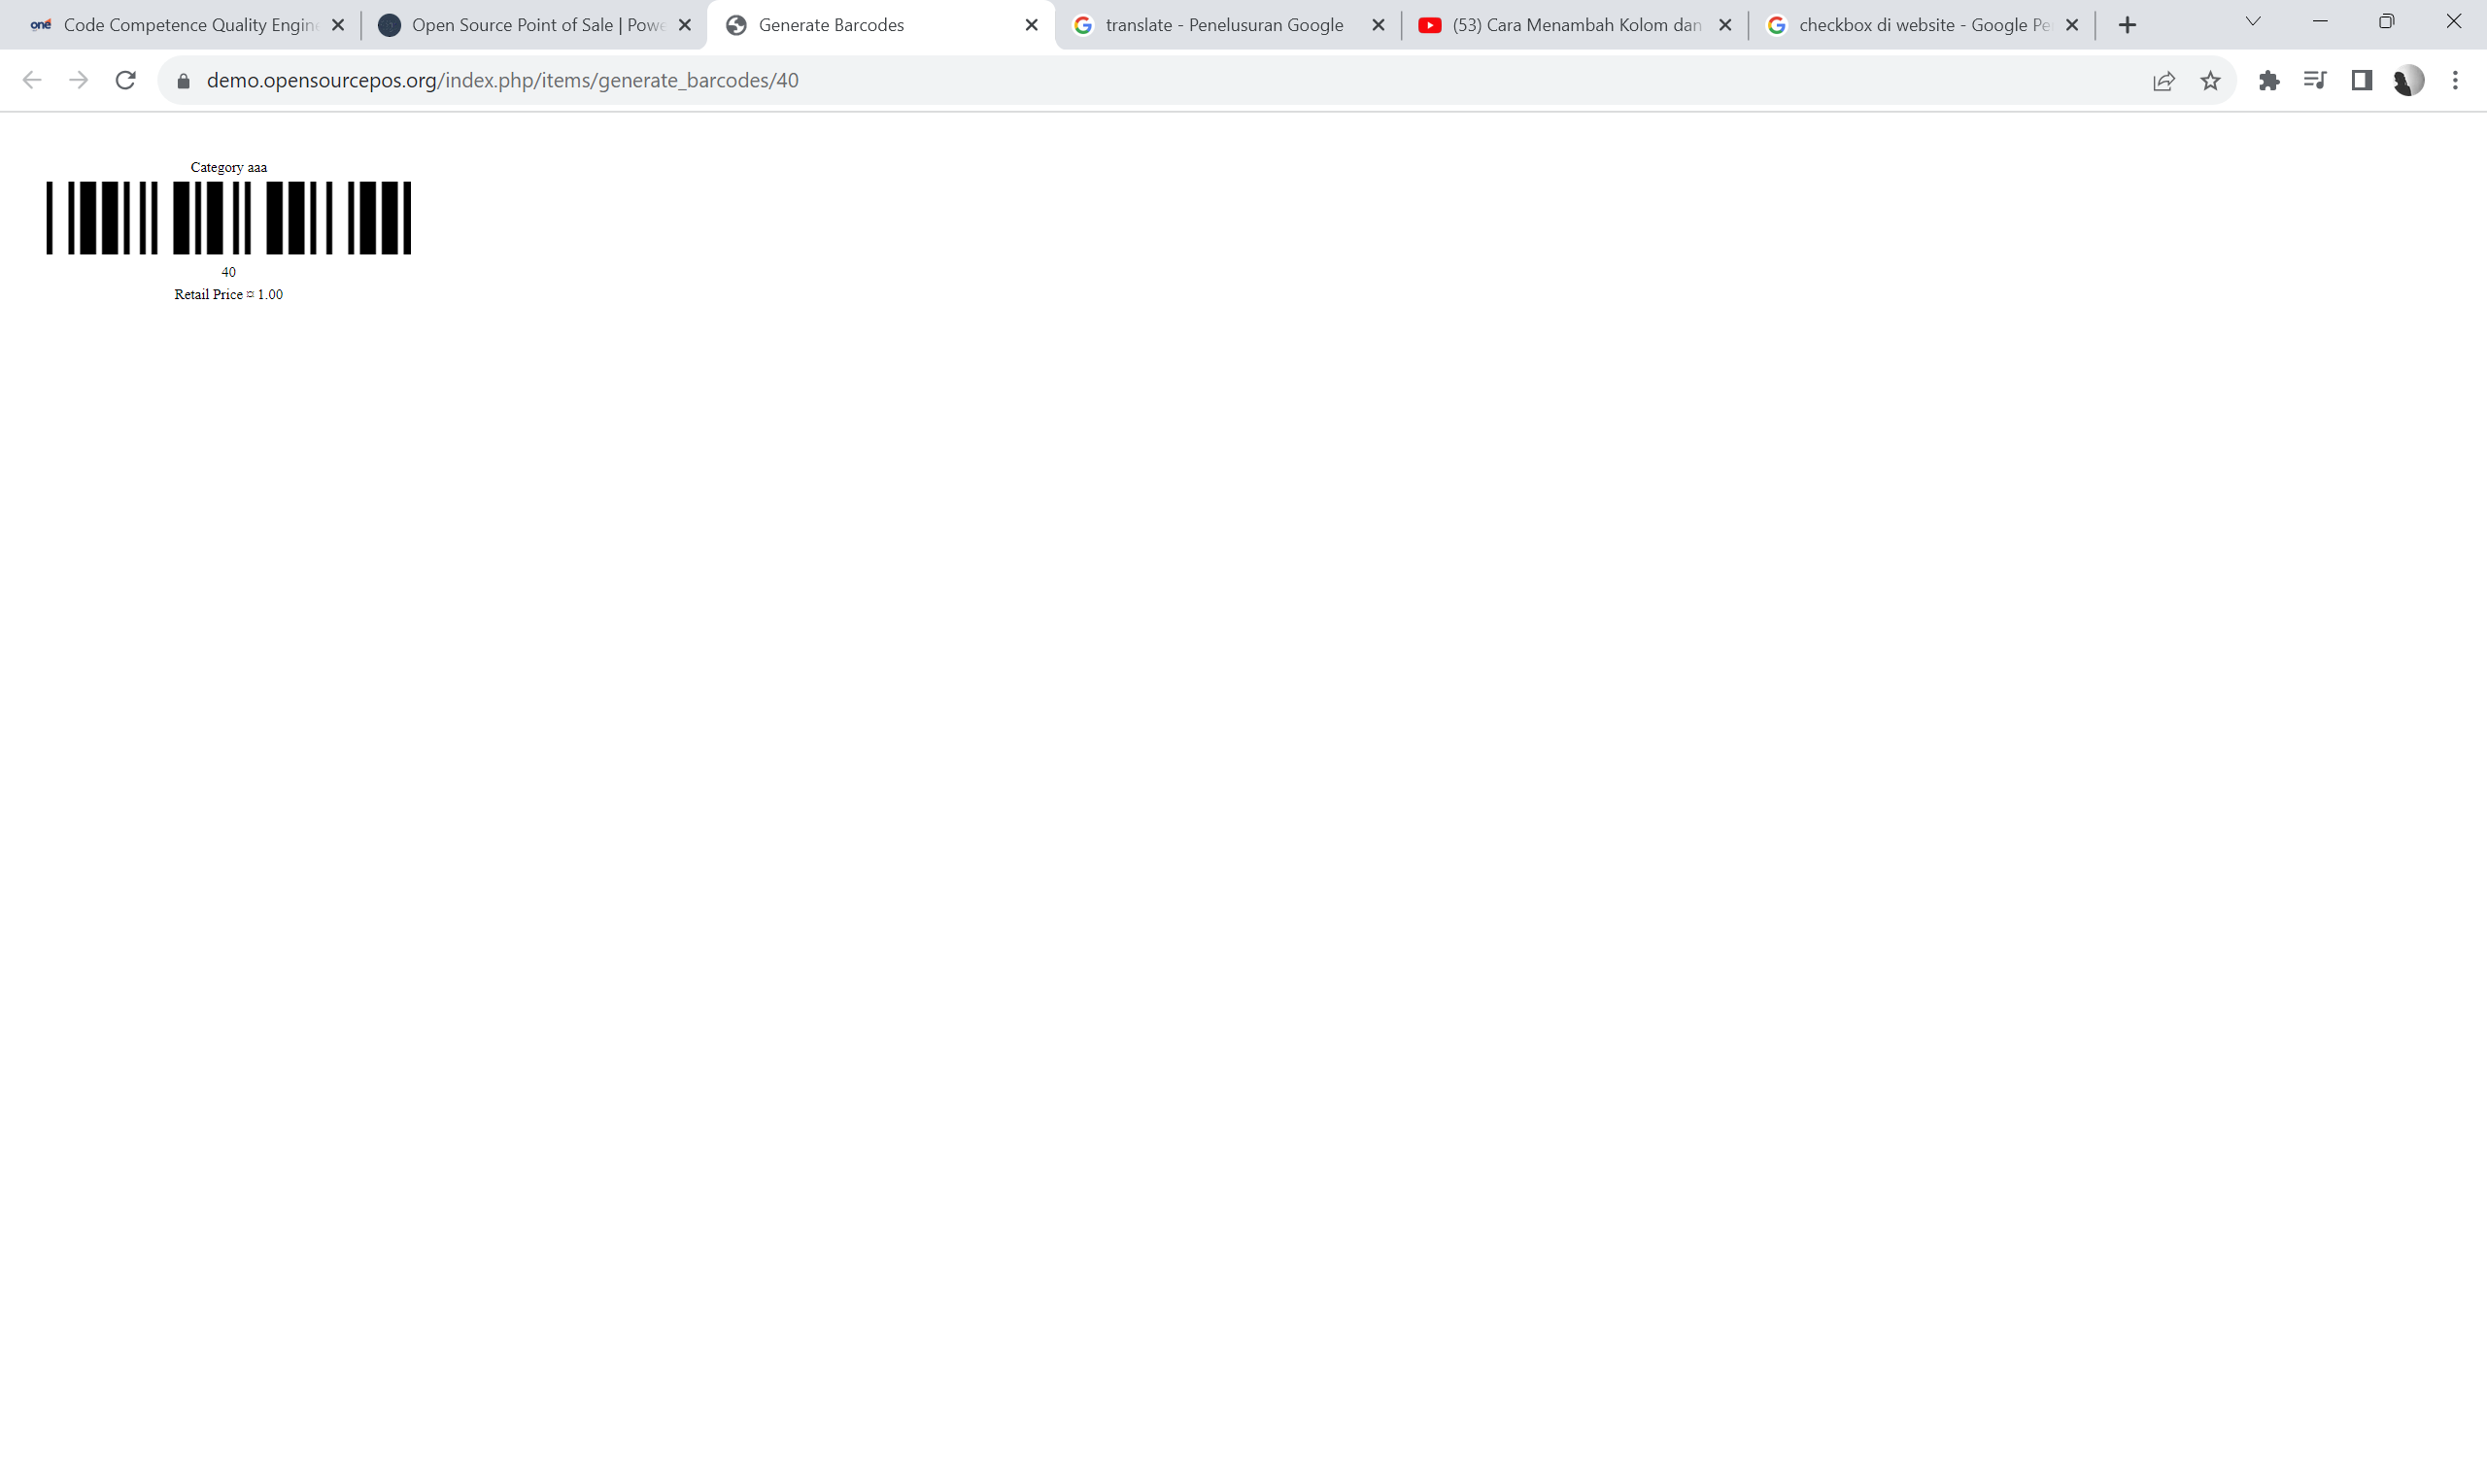 one Code Competence Quality Engine
Open Source Point of Sale | Powe
Generate Barcodes
translate - Penelusuran Google
(53) Cara Menambah Kolom dan
checkbox di website - Google Pe
demo.opensourcepos.org/index.php/items/generate_barcodes/40
Category aaa
40
Retail Price ¤ 1.00